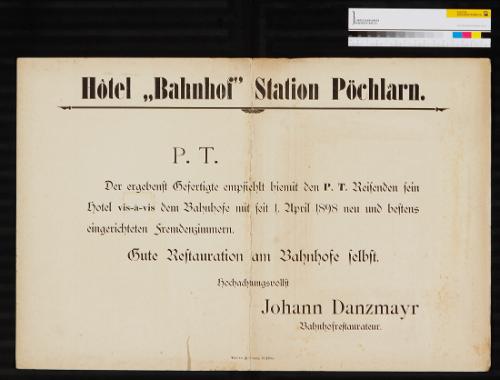 Hôtel „Bahnhof" Station Pöchlarn.
P. T.
Der ergebenst Gefertigte empfiehlt hiemit den P. T. Reisenden sein
Hotel vis-à-vis dem Bahnhofe mit seit 1. April 1898 neu und bestens
eingerichteten Fremdenzimmern.
Gute Restauration am Bahnhofe selbst.
Hochachtungsvollst
Johann Danzmayr
Bahnhofrestaurateur.